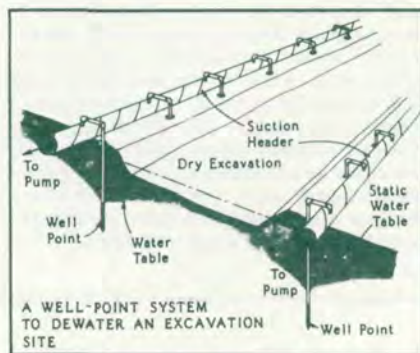 Suction
Header
Dry Excavation
To
Pump
Static
Water
Table
Well
Point
Water
Table
To
Pump
A WELL-POINT SYSTEM
TO DEWATER AN EXCAVATION
SITE
Well Point